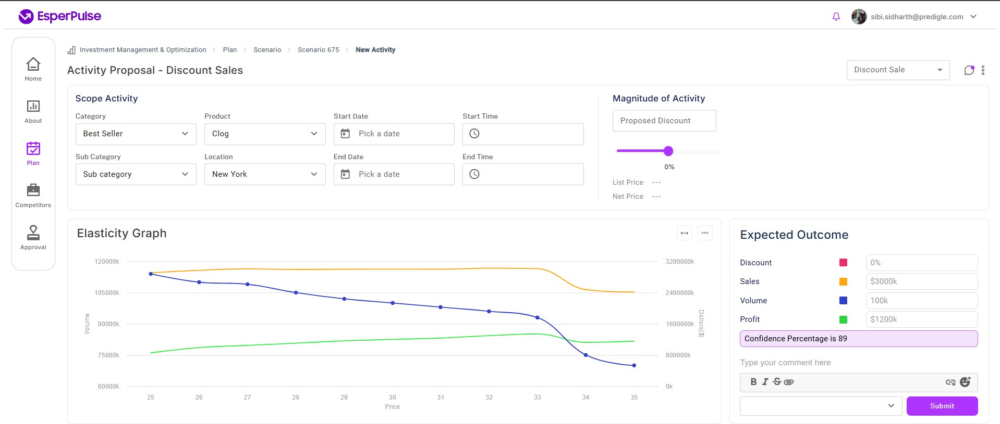 EsperPulse
sibi.sidharth@predigle.com
Investment Management & Optimization > Plan > Scenario > Scenario 675 > New Activity
Home
About
Plan
Competitors
Approval
Activity Proposal - Discount Sales
Discount Sale
Scope Activity
Category
Product
Start Date
Start Time
Best Seller
Clog
Pick a date
Sub Category
Location
End Date
End Time
Sub category
New York
Pick a date
Magnitude of Activity
Proposed Discount
0%
List Price ---
Net Price ---
Elasticity Graph
120000k
105000k
90000k
75000k
60000k
Volume
3200000k
2400000k
1600000k
800000k
0k
Dollors($)
25 26 27 28 29 30 31 32 33 34 35
Price
Expected Outcome
Discount 0%
Sales $3000k
Volume 100k
Profit $1200k
Confidence Percentage is 89
Type your comment here
B I S
Submit